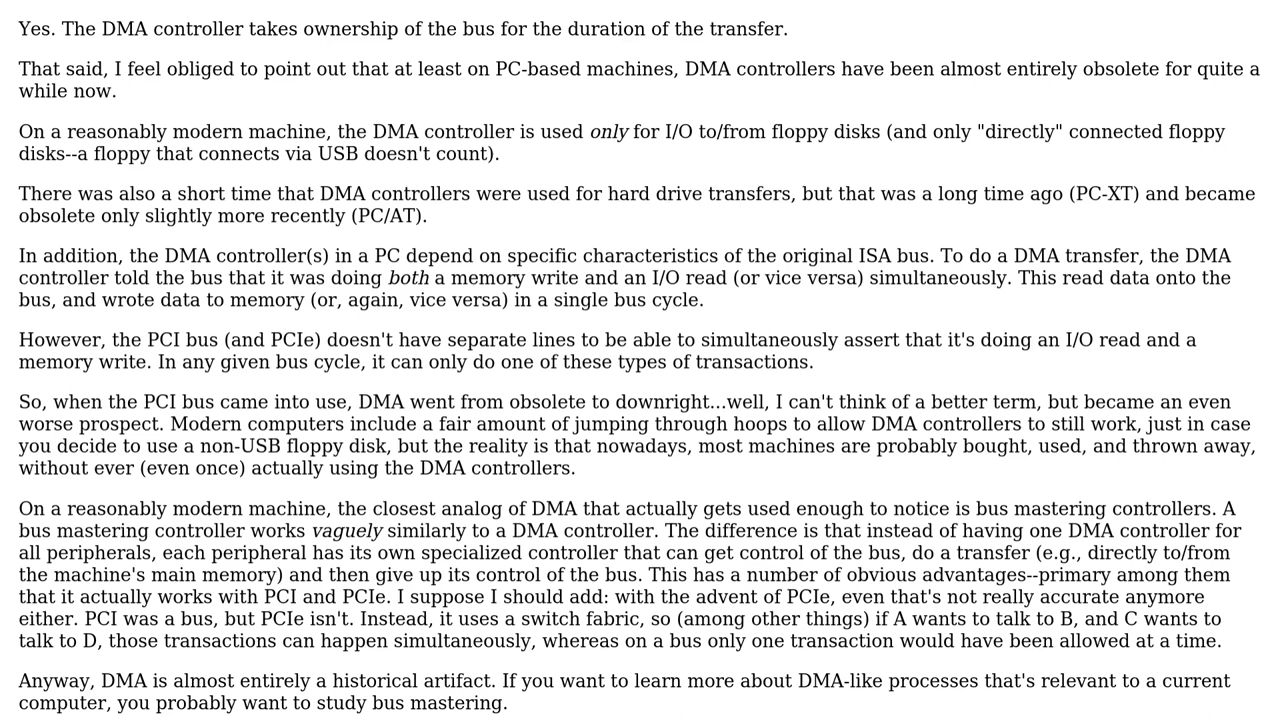 Yes. The DMA controller takes ownership of the bus for the duration of the transfer.
That said, I feel obliged to point out that at least on PC-based machines, DMA controllers have been almost entirely obsolete for quite a
while now.
On a reasonably modern machine, the DMA controller is used only for I/O to/from floppy disks (and only "directly" connected floppy
disks--a floppy that connects via USB doesn't count).
There was also a short time that DMA controllers were used for hard drive transfers, but that was a long time ago (PC-XT) and became
obsolete only slightly more recently (PC/AT).
In addition, the DMA controller(s) in a PC depend on specific characteristics of the original ISA bus. To do a DMA transfer, the DMA
controller told the bus that it was doing both a memory write and an I/O read (or vice versa) simultaneously. This read data onto the
bus, and wrote data to memory (or, again, vice versa) in a single bus cycle.
However, the PCI bus (and PCIe) doesn't have separate lines to be able to simultaneously assert that it's doing an I/O read and a
memory write. In any given bus cycle, it can only do one of these types of transactions.
So, when the PCI bus came into use, DMA went from obsolete to downright...well, I can't think of a better term, but became an even
worse prospect. Modern computers include a fair amount of jumping through hoops to allow DMA controllers to still work, just in case
you decide to use a non-USB floppy disk, but the reality is that nowadays, most machines are probably bought, used, and thrown away,
without ever (even once) actually using the DMA controllers.
On a reasonably modern machine, the closest analog of DMA that actually gets used enough to notice is bus mastering controllers. A
bus mastering controller works vaguely similarly to a DMA controller. The difference is that instead of having one DMA controller for
all peripherals, each peripheral has its own specialized controller that can get control of the bus, do a transfer (e.g., directly to/from
the machine's main memory) and then give up its control of the bus. This has a number of obvious advantages--primary among them
that it actually works with PCI and PCIe. I suppose I should add: with the advent of PCIe, even that's not really accurate anymore
either. PCI was a bus, but PCIe isn't. Instead, it uses a switch fabric, so (among other things) if A wants to talk to B, and C wants to
talk to D, those transactions can happen simultaneously, whereas on a bus only one transaction would have been allowed at a time.
Anyway, DMA is almost entirely a historical artifact. If you want to learn more about DMA-like processes that's relevant to a current
computer, you probably want to study bus mastering.